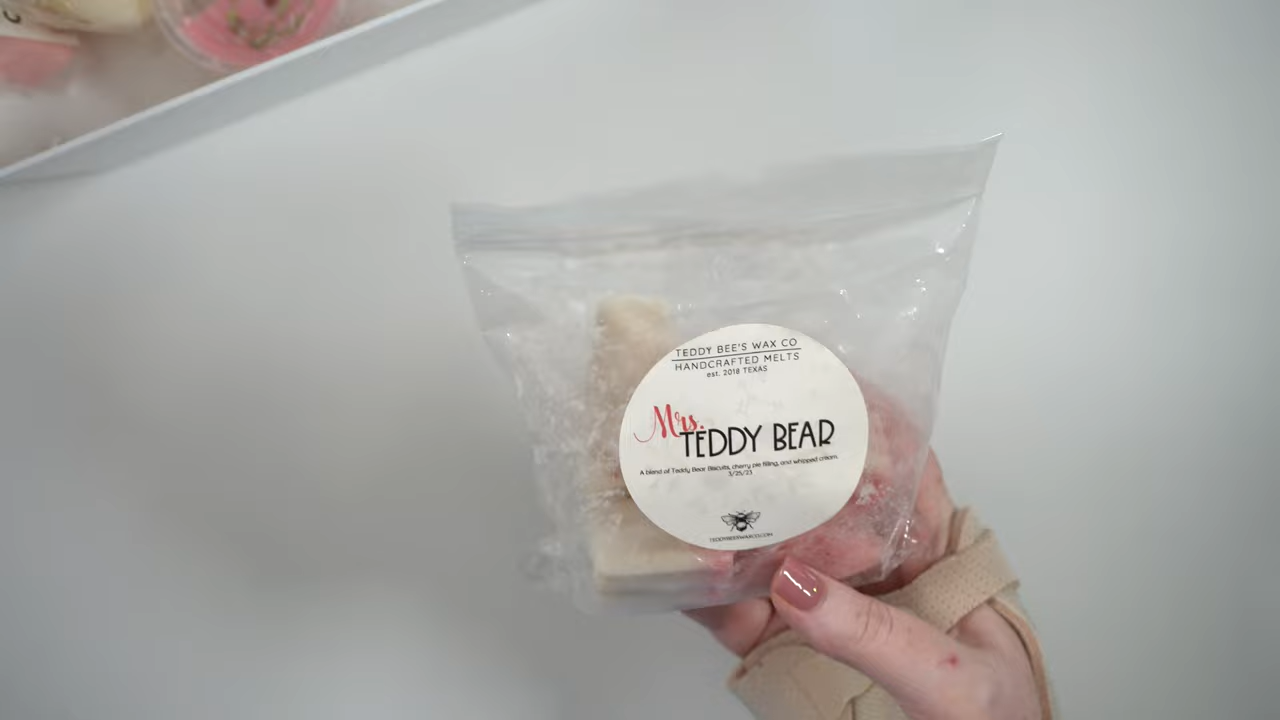 TEDDY BEE'S WAX CO
HANDCRAFTED MELTS
est. 2018 TEXAS
Mrs.
TEDDY BEAR
A blend of Teddy Bear Biscuits, cherry pie filling, and whipped cream.
3/25/23